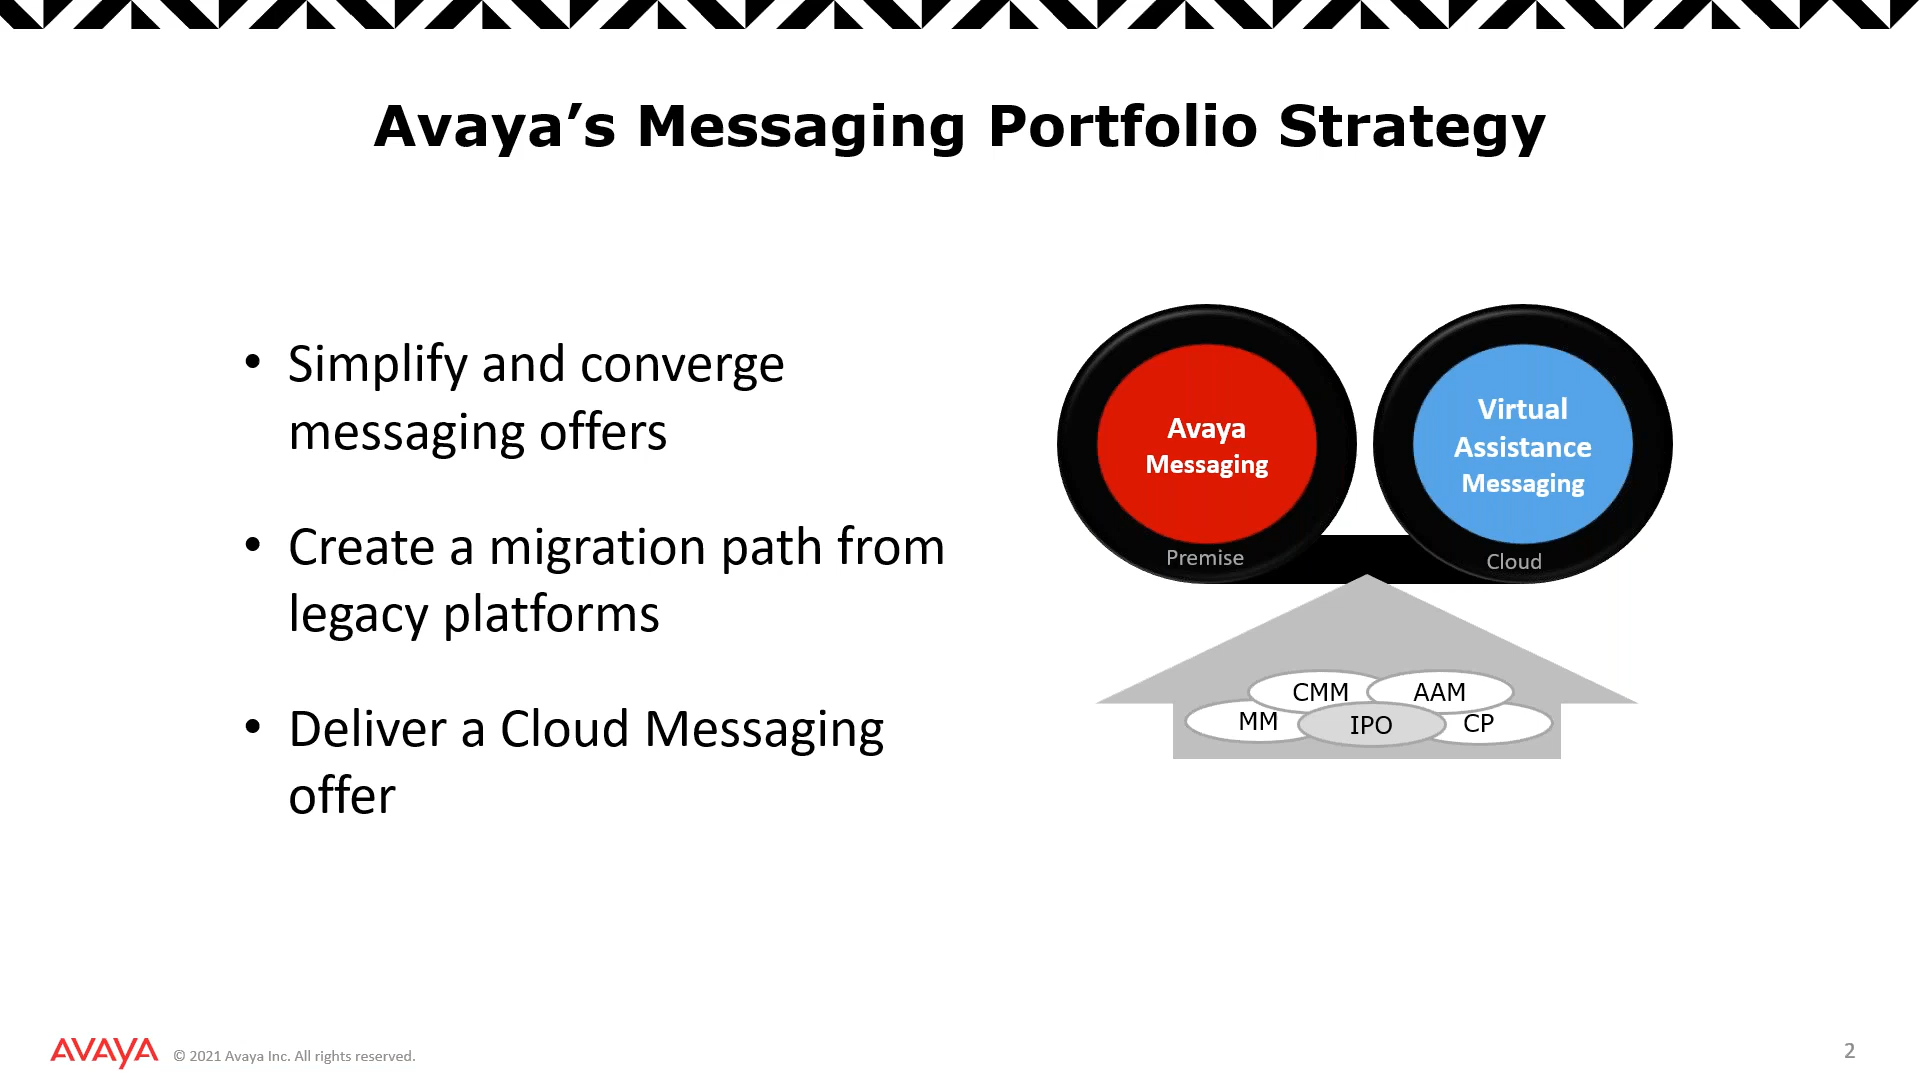 Avaya’s Messaging Portfolio Strategy
• Simplify and converge
messaging offers
• Create a migration path from
legacy platforms
• Deliver a Cloud Messaging
offer
Avaya
Messaging
Premise
Virtual
Assistance
Messaging
Cloud
CMM
AAM
MM
IPO
CP
AVAYA
© 2021 Avaya Inc. All rights reserved.
2